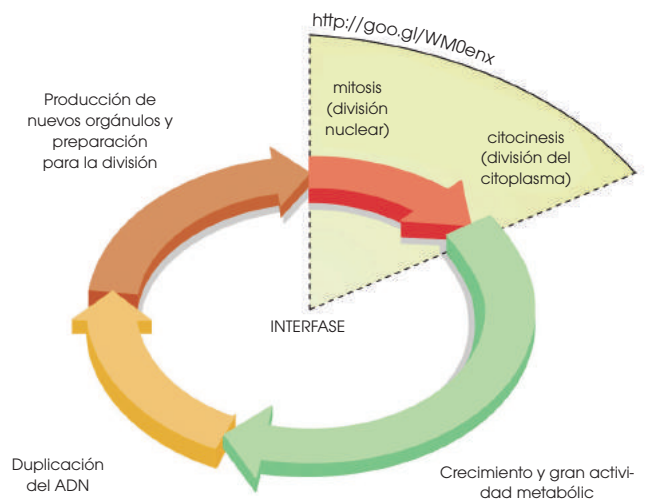 http://goo.gl/WM0enx
mitosis
(división
nuclear)
citocinesis
(división del
citoplasma)
Producción de
nuevos orgánulos y
preparación
para la división
INTERFASE
Duplicación
del ADN
Crecimiento y gran activi-
dad metabólic